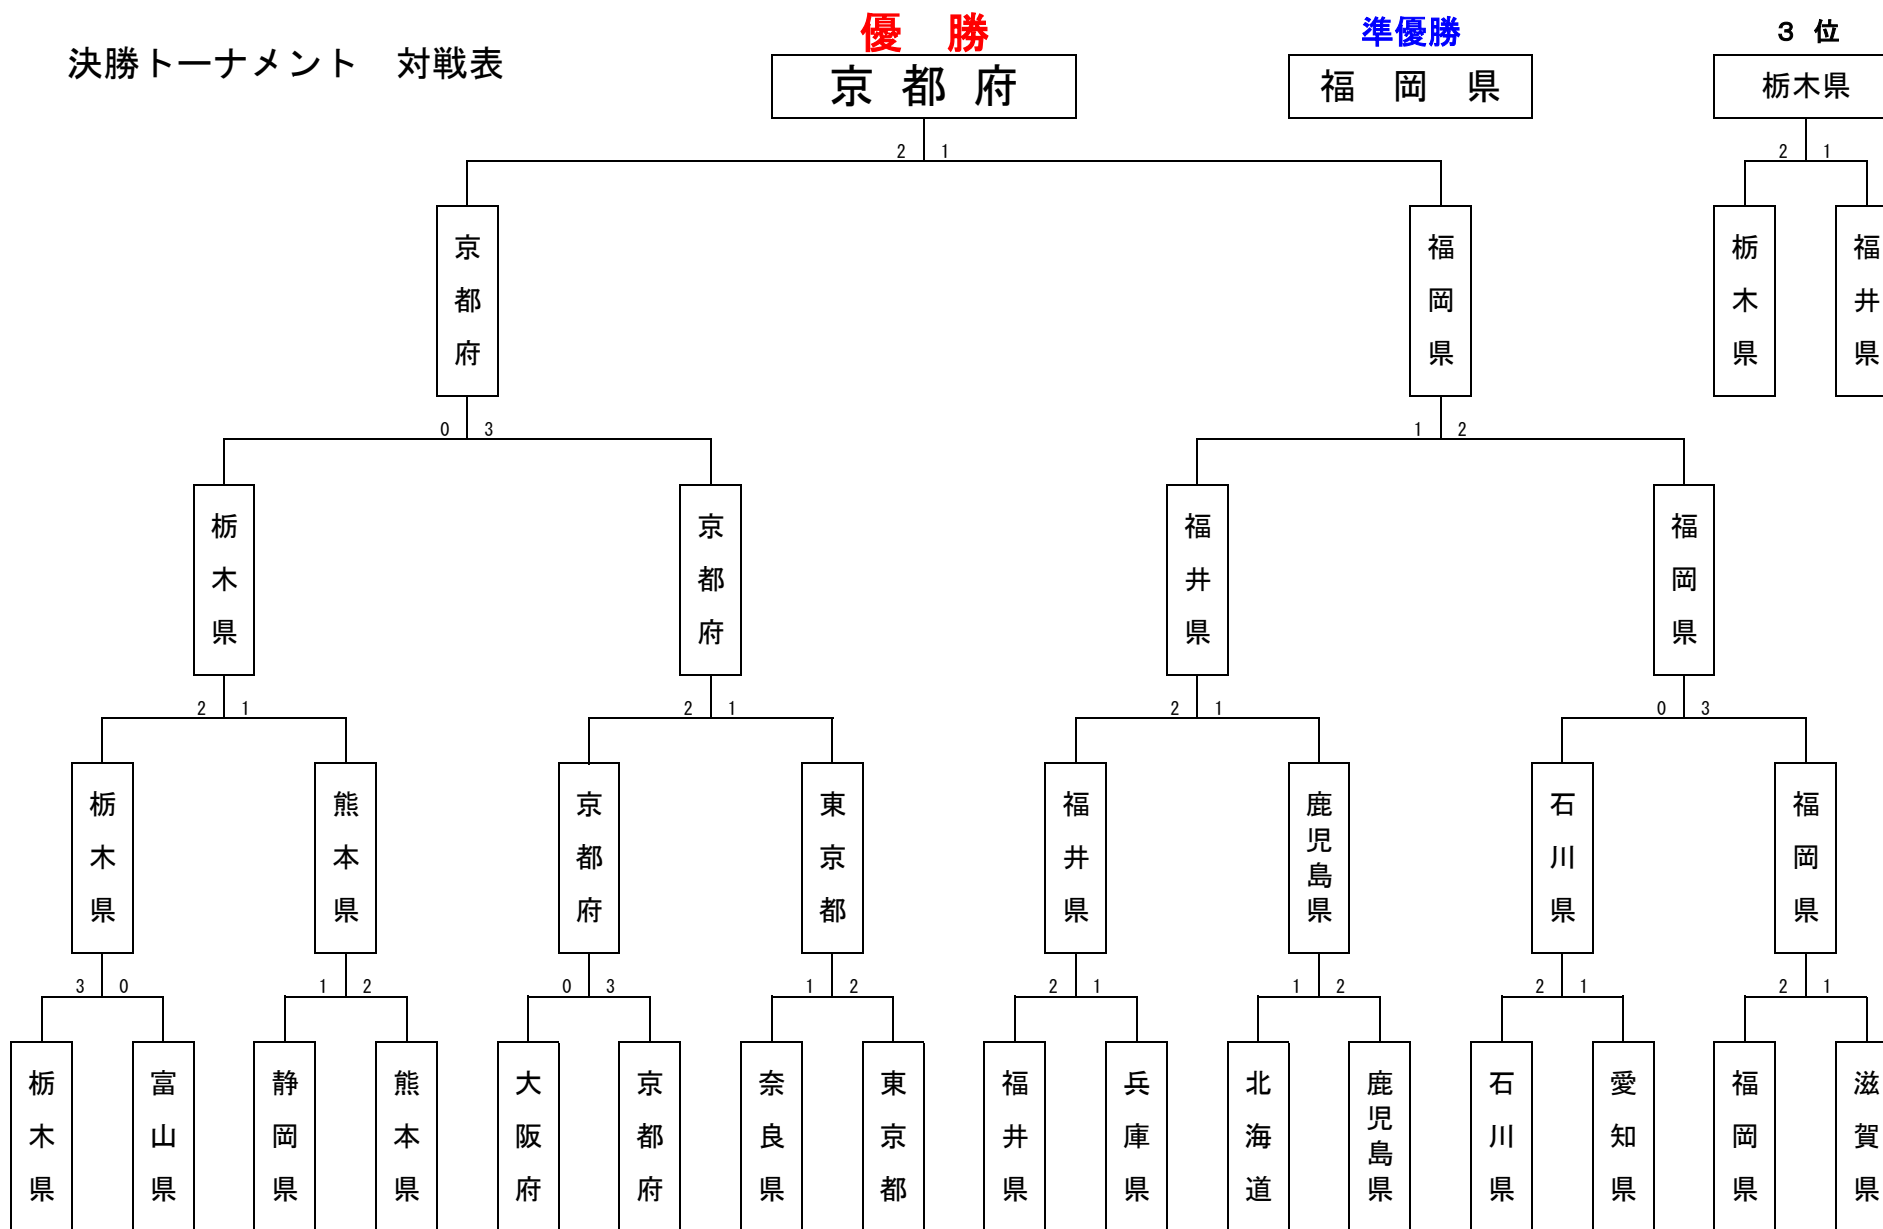 優　勝
準優勝
３ 位
決勝トーナメント　対戦表
京 都 府
福 岡 県
栃木県
2 1
2 1
京都府
福岡県
栃木県
福井県
0 3
1 2
栃木県
京都府
福井県
福岡県
2 1
2 1
2 1
0 3
栃木県
熊本県
京都府
東京都
福井県
鹿児島県
石川県
福岡県
3 0
1 2
0 3
1 2
2 1
1 2
2 1
2 1
栃木県
富山県
静岡県
熊本県
大阪府
京都府
奈良県
東京都
福井県
兵庫県
北海道
鹿児島県
石川県
愛知県
福岡県
滋賀県